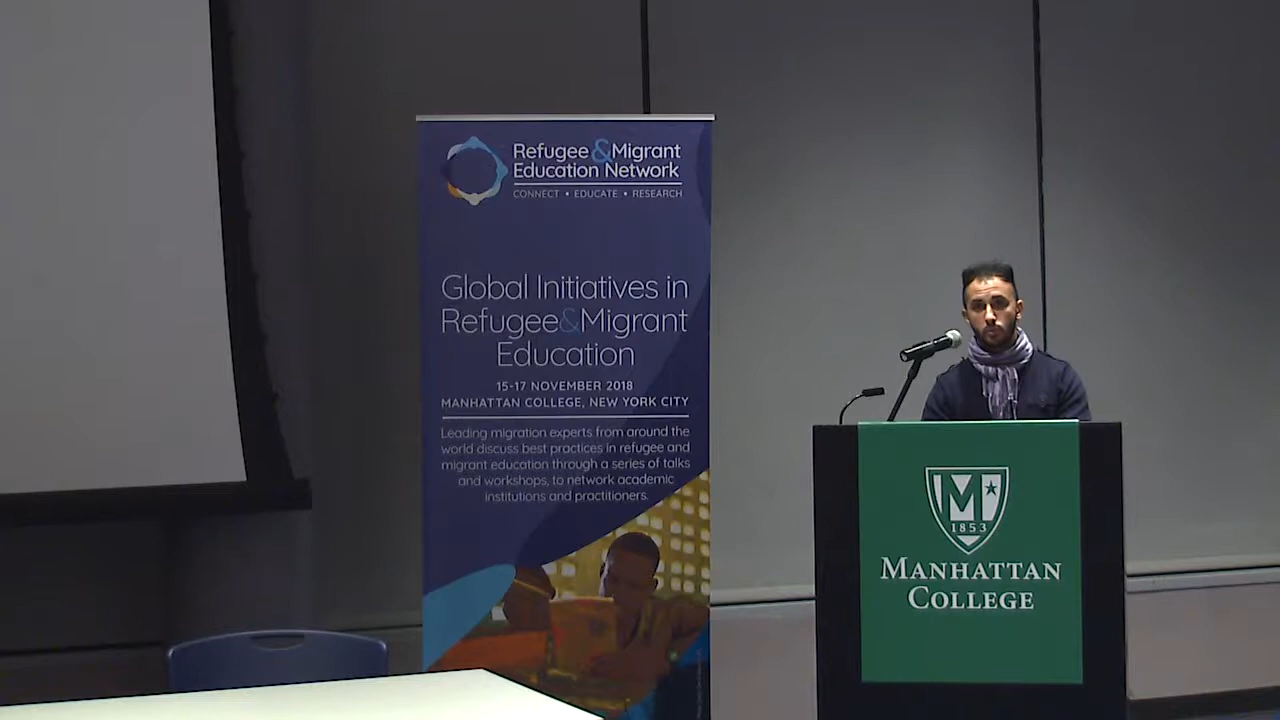 Refugee & Migrant
Education Network
CONNECT • EDUCATE • RESEARCH
Global Initiatives in
Refugee & Migrant
Education
15-17 NOVEMBER 2018
MANHATTAN COLLEGE, NEW YORK CITY
Leading migration experts from around the
world discuss best practices in refugee and
migrant education through a series of talks
and workshops, to network academic
institutions and practitioners.
M
1853
MANHATTAN
COLLEGE